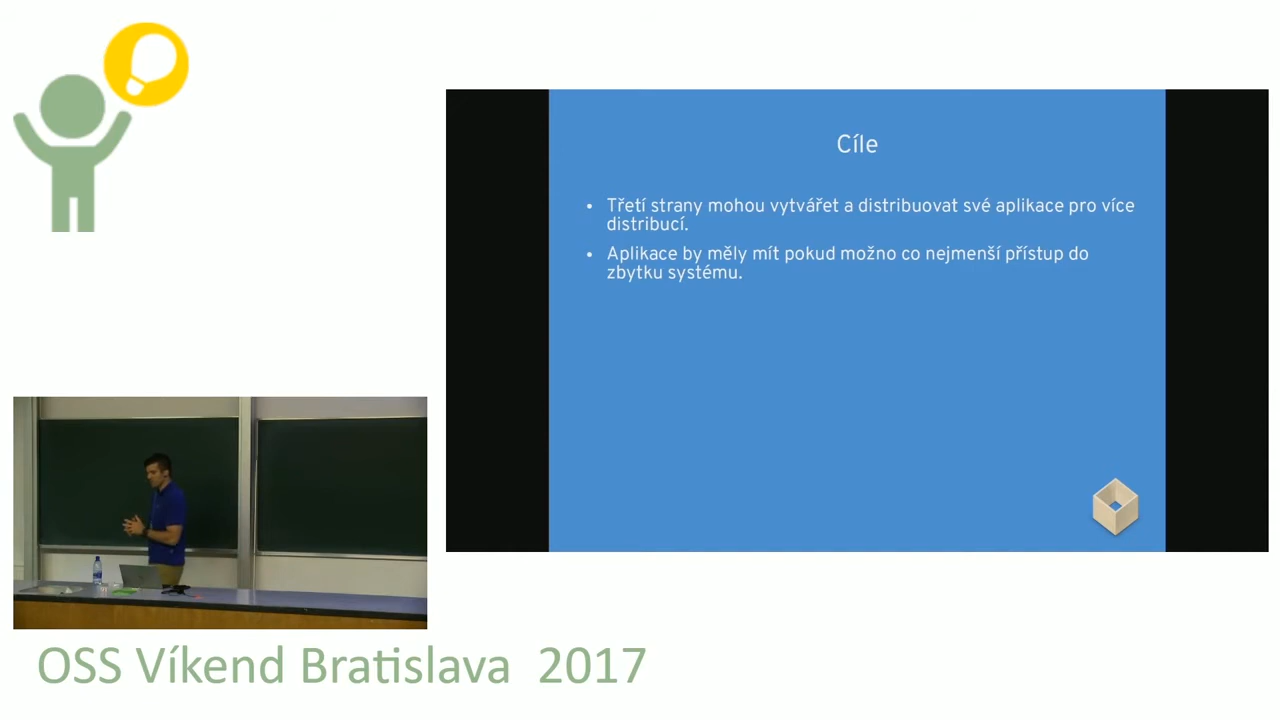 Cíle
• Třetí strany mohou vytvářet a distribuovat své aplikace pro více
distribucí.
• Aplikace by měly mít pokud možno co nejmenší přístup do
zbytku systému.
OSS Víkend Bratislava 2017